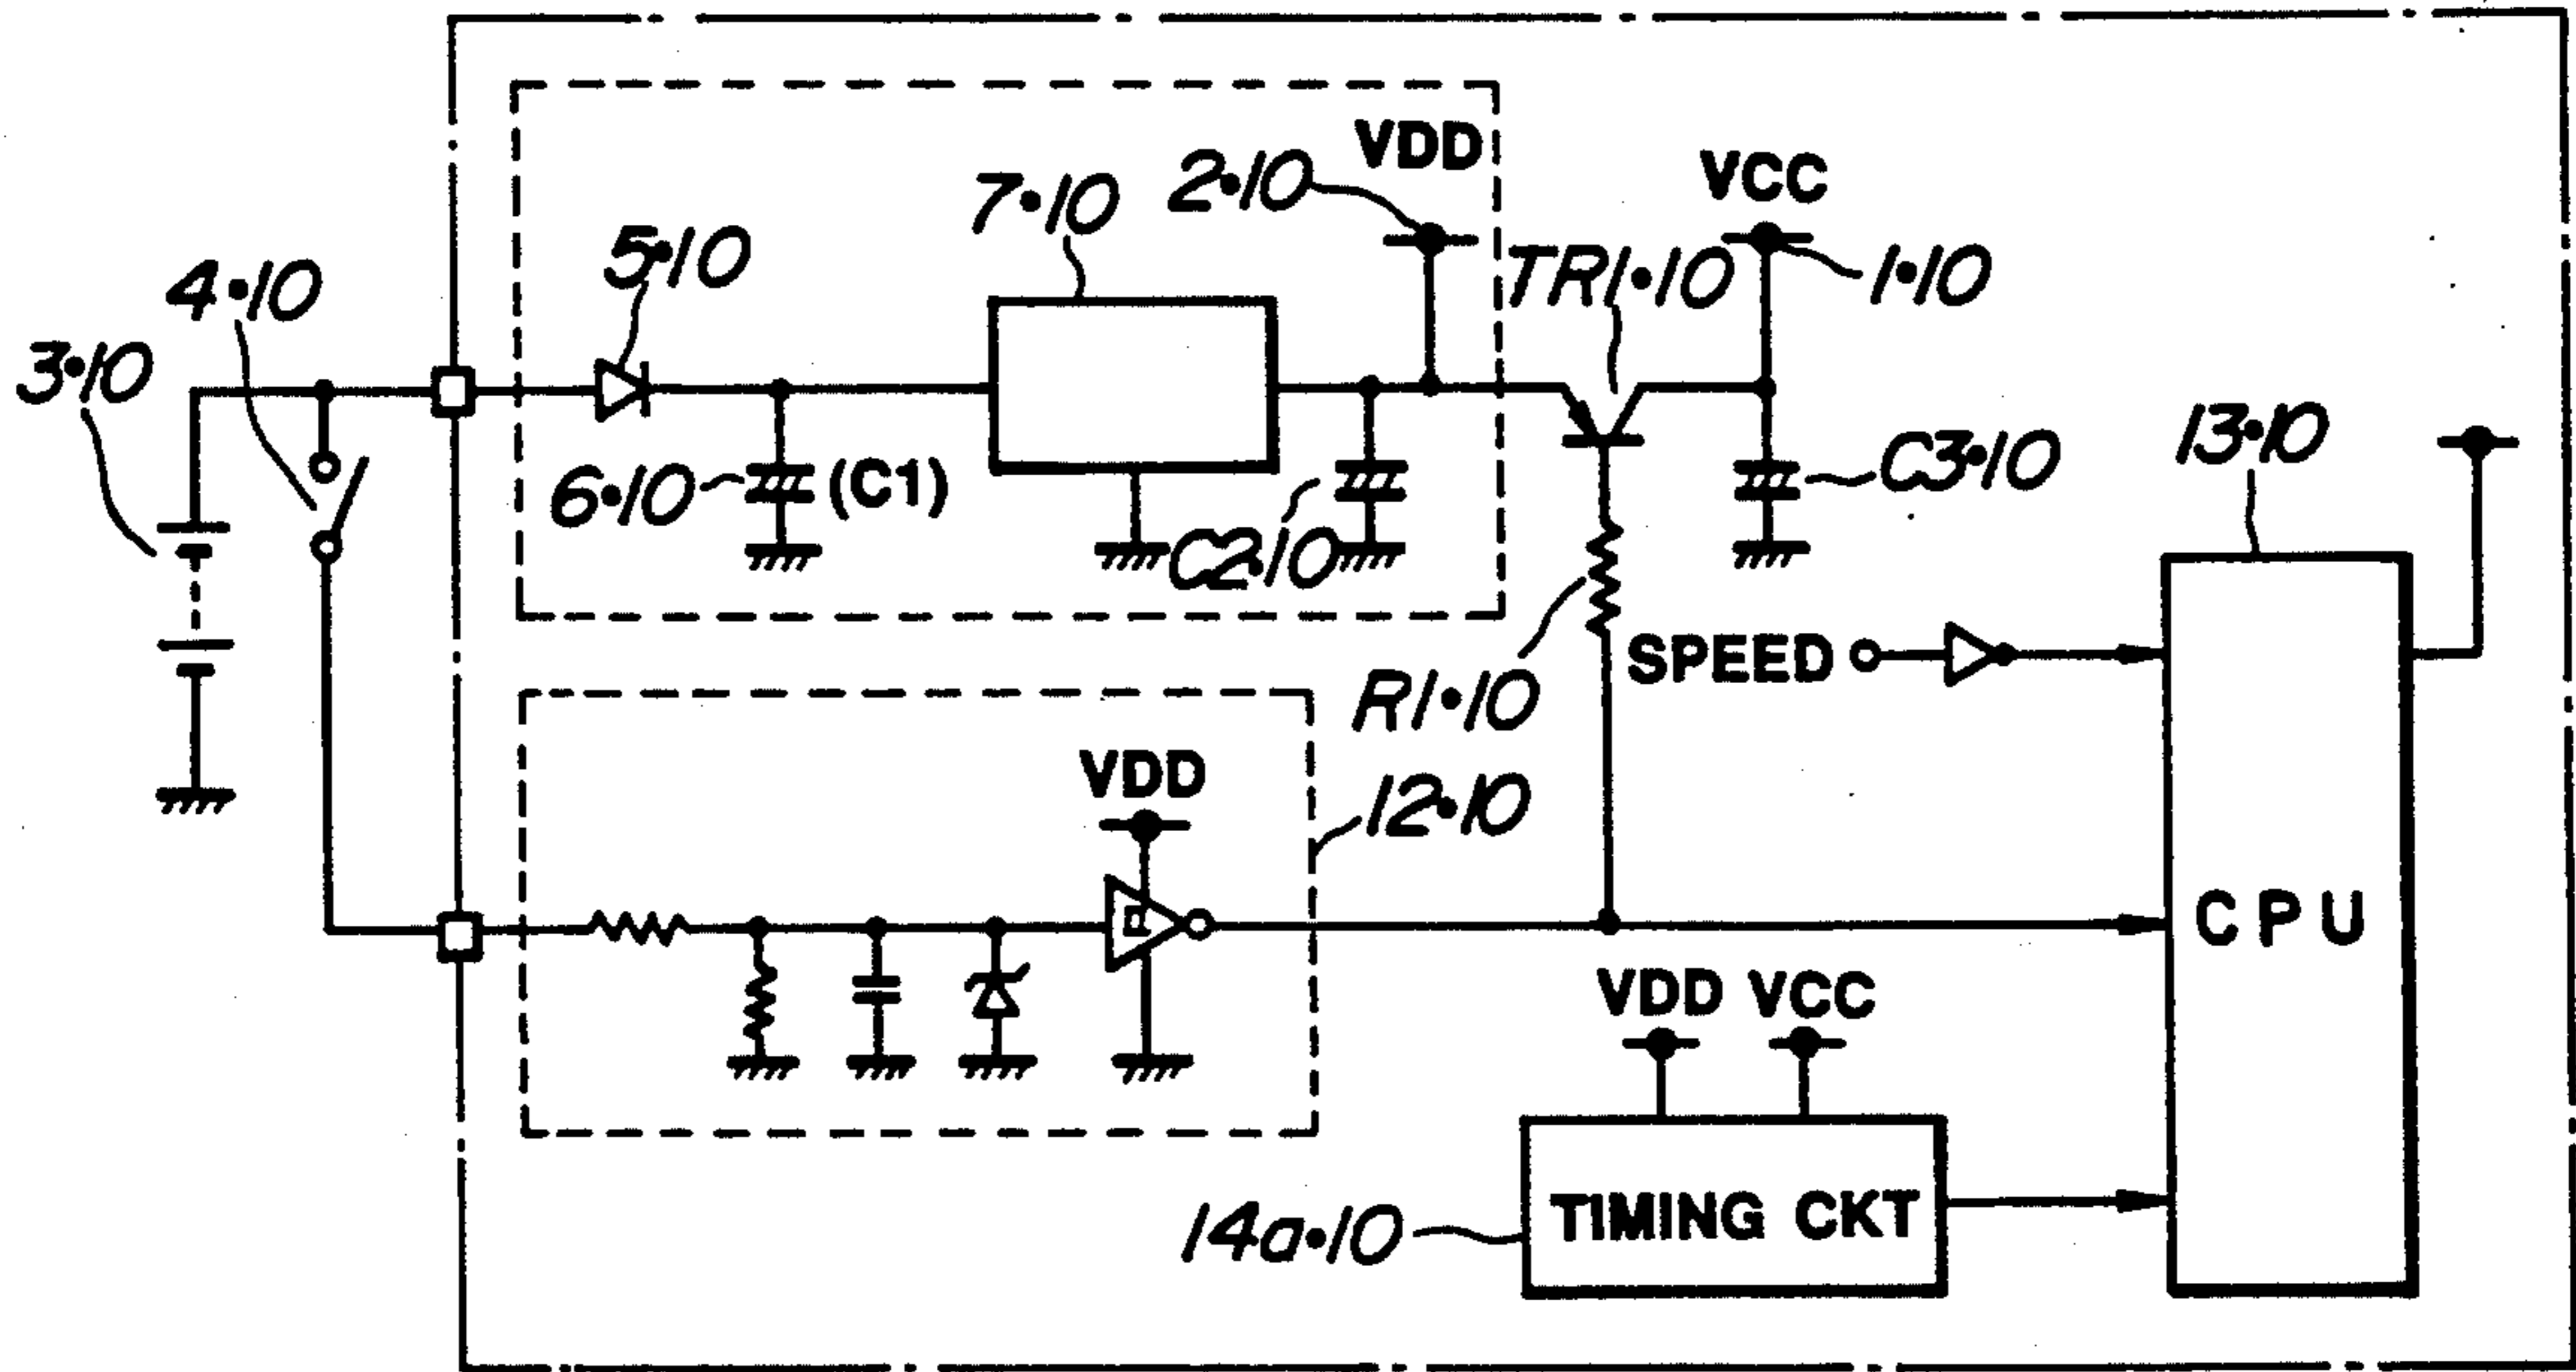 VDD
2•10
VCC
7•10
5•10
TR1•10
1•10
4•10
3•10
6•10
(C1)
C2•10
C3•10
13•10
SPEED
R1•10
VDD
12•10
CPU
VDD VCC
14a•10
TIMING CKT